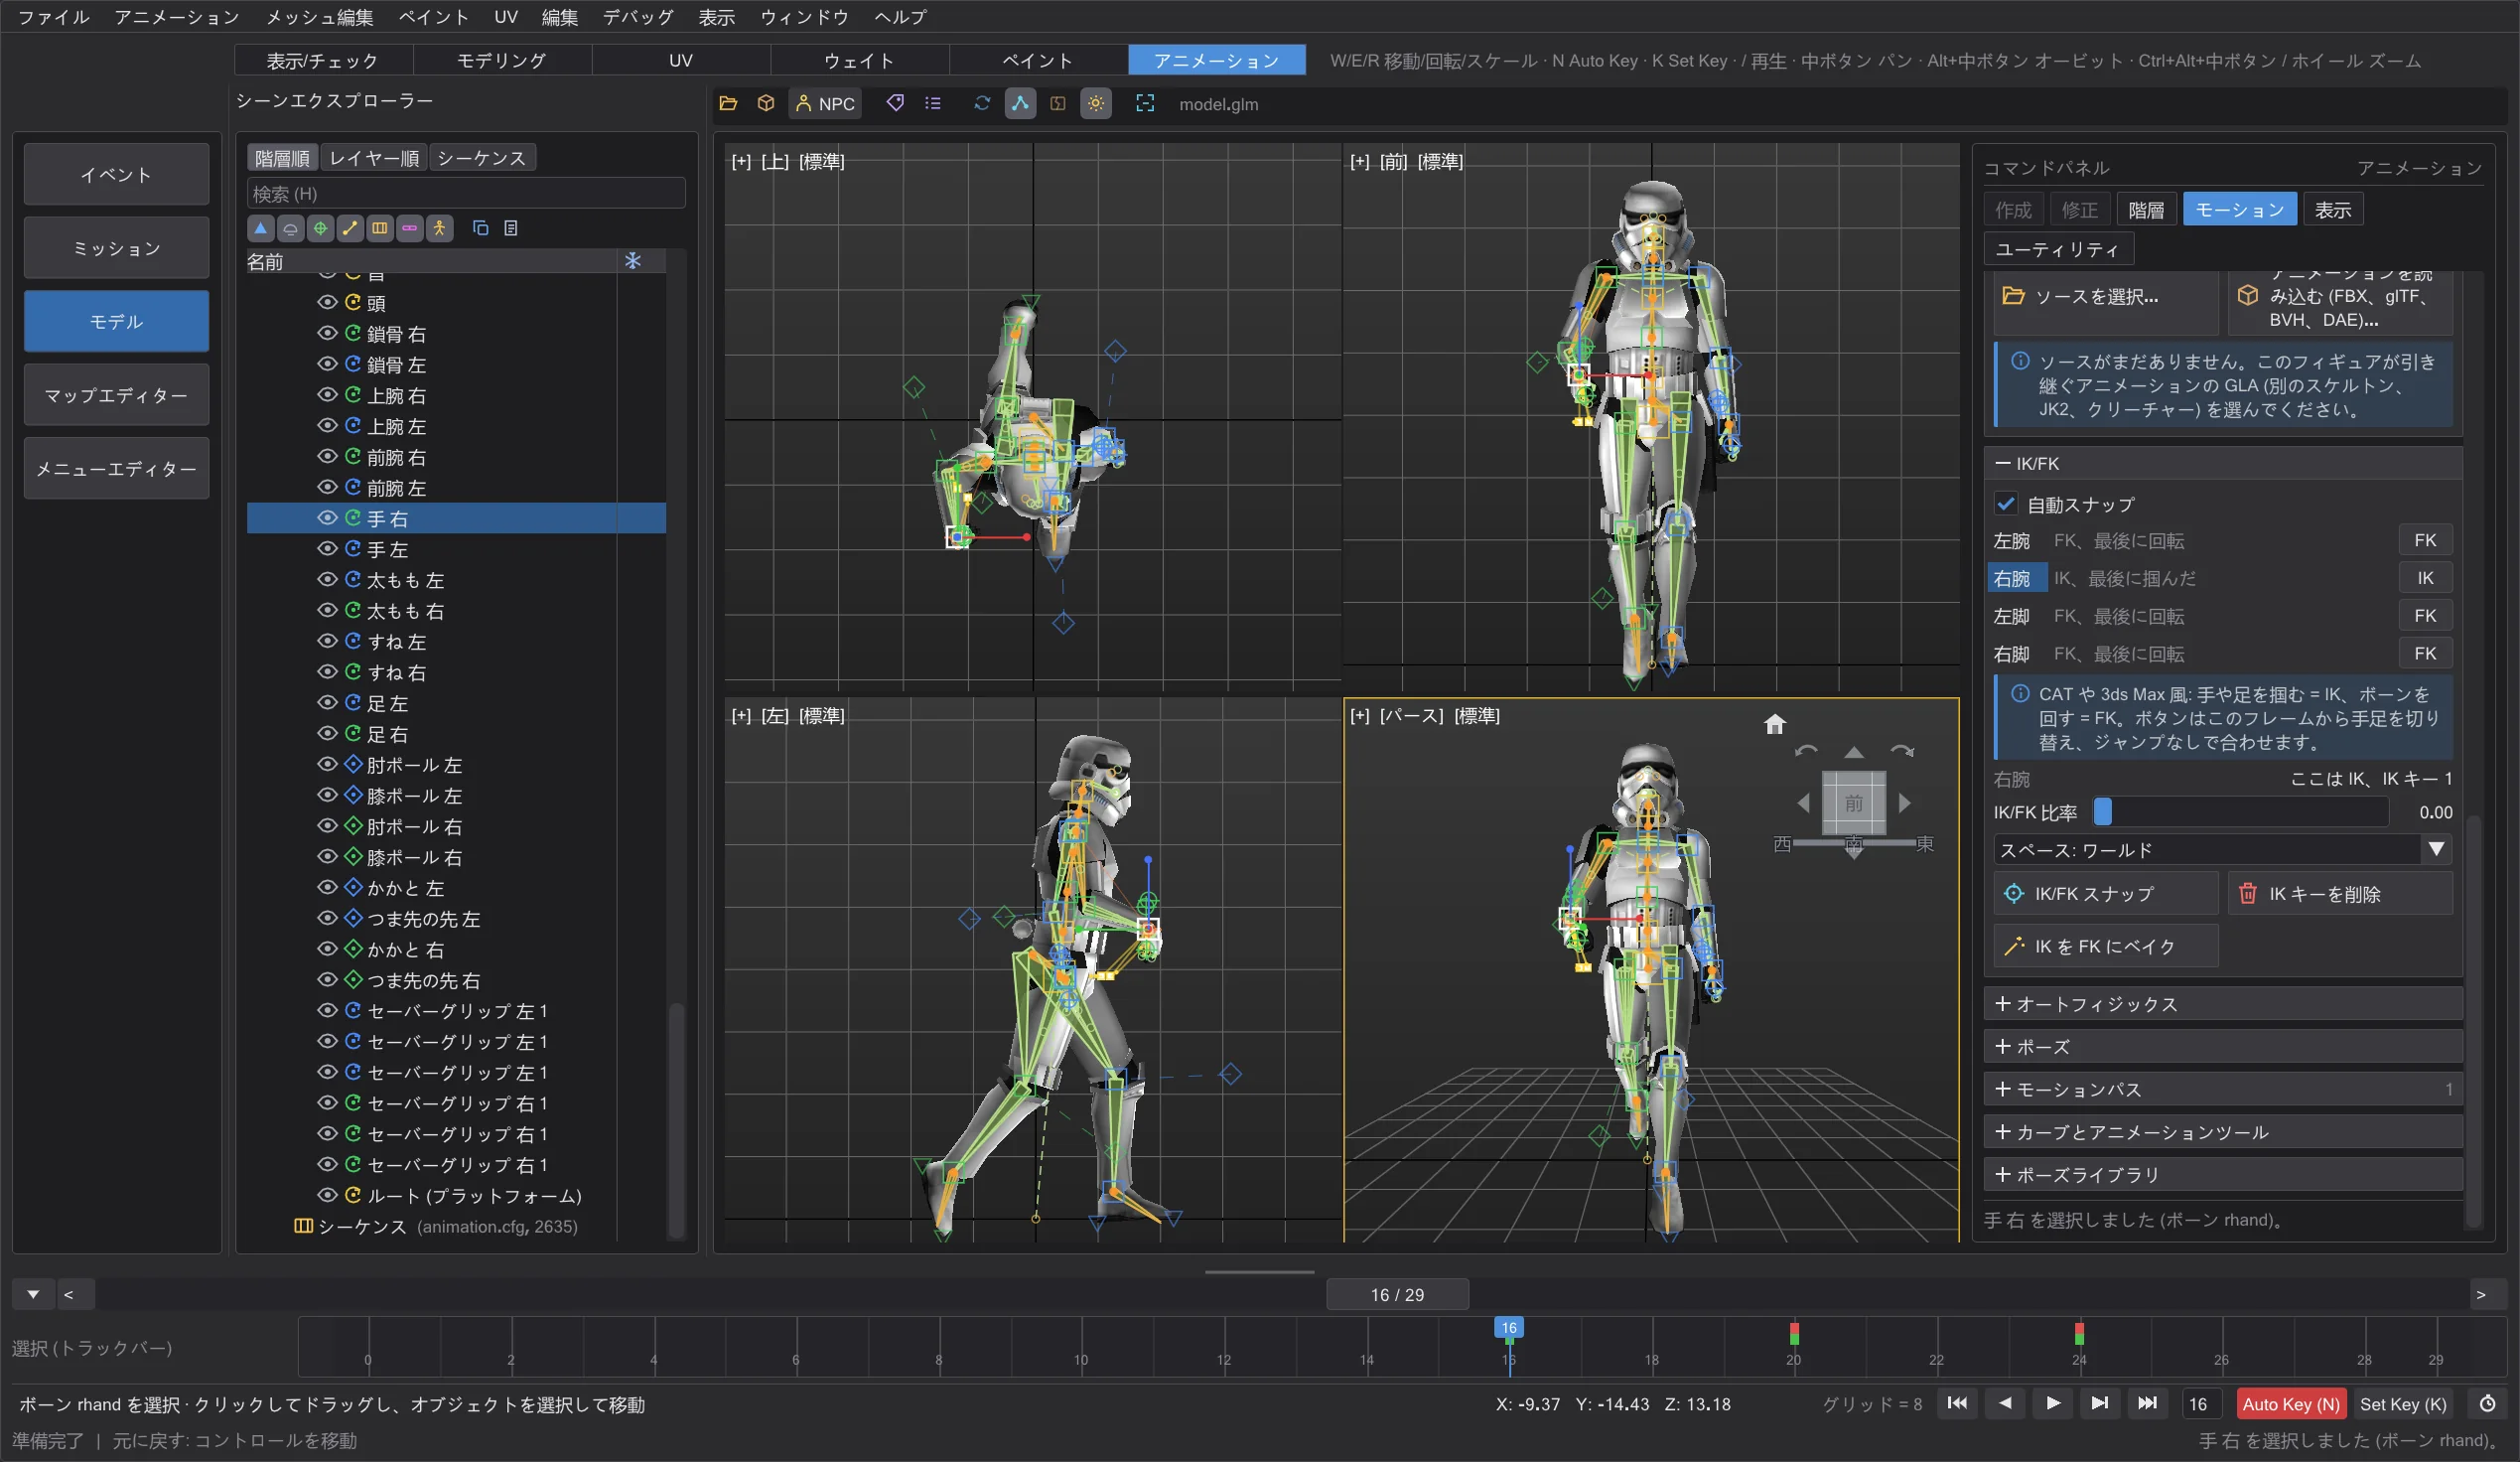 ファイル アニメーション メッシュ編集 ペイント UV 編集 デバッグ 表示 ウィンドウ ヘルプ
表示/チェック モデリング UV ウェイト ペイント アニメーション W/E/R 移動/回転/スケール · N Auto Key · K Set Key · / 再生 · 中ボタン パン · Alt+中ボタン オービット · Ctrl+Alt+中ボタン / ホイール ズーム
シーンエクスプローラー
NPC model.glm
イベント
ミッション
モデル
マップエディター
メニューエディター
階層順 レイヤー順 シーケンス
検索 (H)
名前
頭
鎖骨 右
鎖骨 左
上腕 右
上腕 左
前腕 右
前腕 左
手 右
手 左
太もも 左
太もも 右
すね 左
すね 右
足 左
足 右
肘ポール 左
膝ポール 左
肘ポール 右
膝ポール 右
かかと 左
つま先の先 左
かかと 右
つま先の先 右
セーバーグリップ 左 1
セーバーグリップ 左 1
セーバーグリップ 左 1
セーバーグリップ 右 1
セーバーグリップ 右 1
セーバーグリップ 右 1
ルート (プラットフォーム)
シーケンス (animation.cfg, 2635)
[+] [上] [標準]
[+] [前] [標準]
[+] [左] [標準]
[+] [パース] [標準]
前
西 南 東
コマンドパネル アニメーション
作成 修正 階層 モーション 表示
ユーティリティ
ソースを選択...
アニメーションを読
み込む (FBX、glTF、
BVH、DAE)...
ソースがまだありません。このフィギュアが引き
継ぐアニメーションの GLA (別のスケルトン、
JK2、クリーチャー) を選んでください。
IK/FK
自動スナップ
左腕 FK、最後に回転 FK
右腕 IK、最後に掴んだ IK
左脚 FK、最後に回転 FK
右脚 FK、最後に回転 FK
CAT や 3ds Max 風: 手や足を掴む = IK、ボーンを
回す = FK。ボタンはこのフレームから手足を切り
替え、ジャンプなしで合わせます。
右腕 ここは IK、IK キー 1
IK/FK 比率 0.00
スペース: ワールド
IK/FK スナップ IK キーを削除
IK を FK にベイク
オートフィジックス
ポーズ
モーションパス 1
カーブとアニメーションツール
ポーズライブラリ
手 右 を選択しました (ボーン rhand)。
< 16 / 29 >
選択 (トラックバー)
16
0 2 4 6 8 10 12 14 16 18 20 22 24 26 28 29
ボーン rhand を選択 · クリックしてドラッグし、オブジェクトを選択して移動 X: -9.37 Y: -14.43 Z: 13.18 グリッド = 8 16 Auto Key (N) Set Key (K)
準備完了 | 元に戻す: コントロールを移動 手 右 を選択しました (ボーン rhand)。